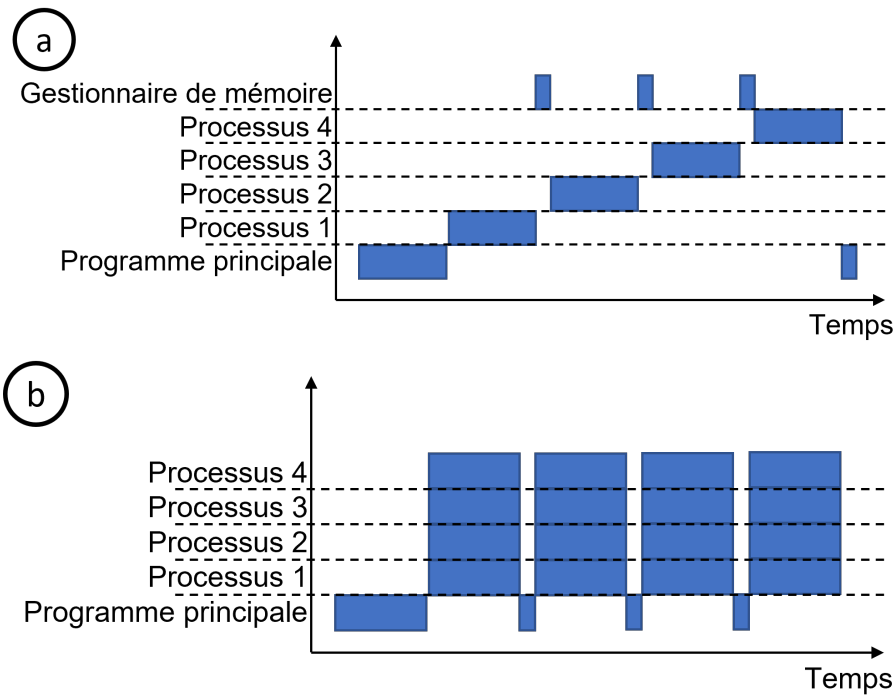 a
Gestionnaire de mémoire
Processus 4
Processus 3
Processus 2
Processus 1
Programme principale
Temps
b
Processus 4
Processus 3
Processus 2
Processus 1
Programme principale
Temps